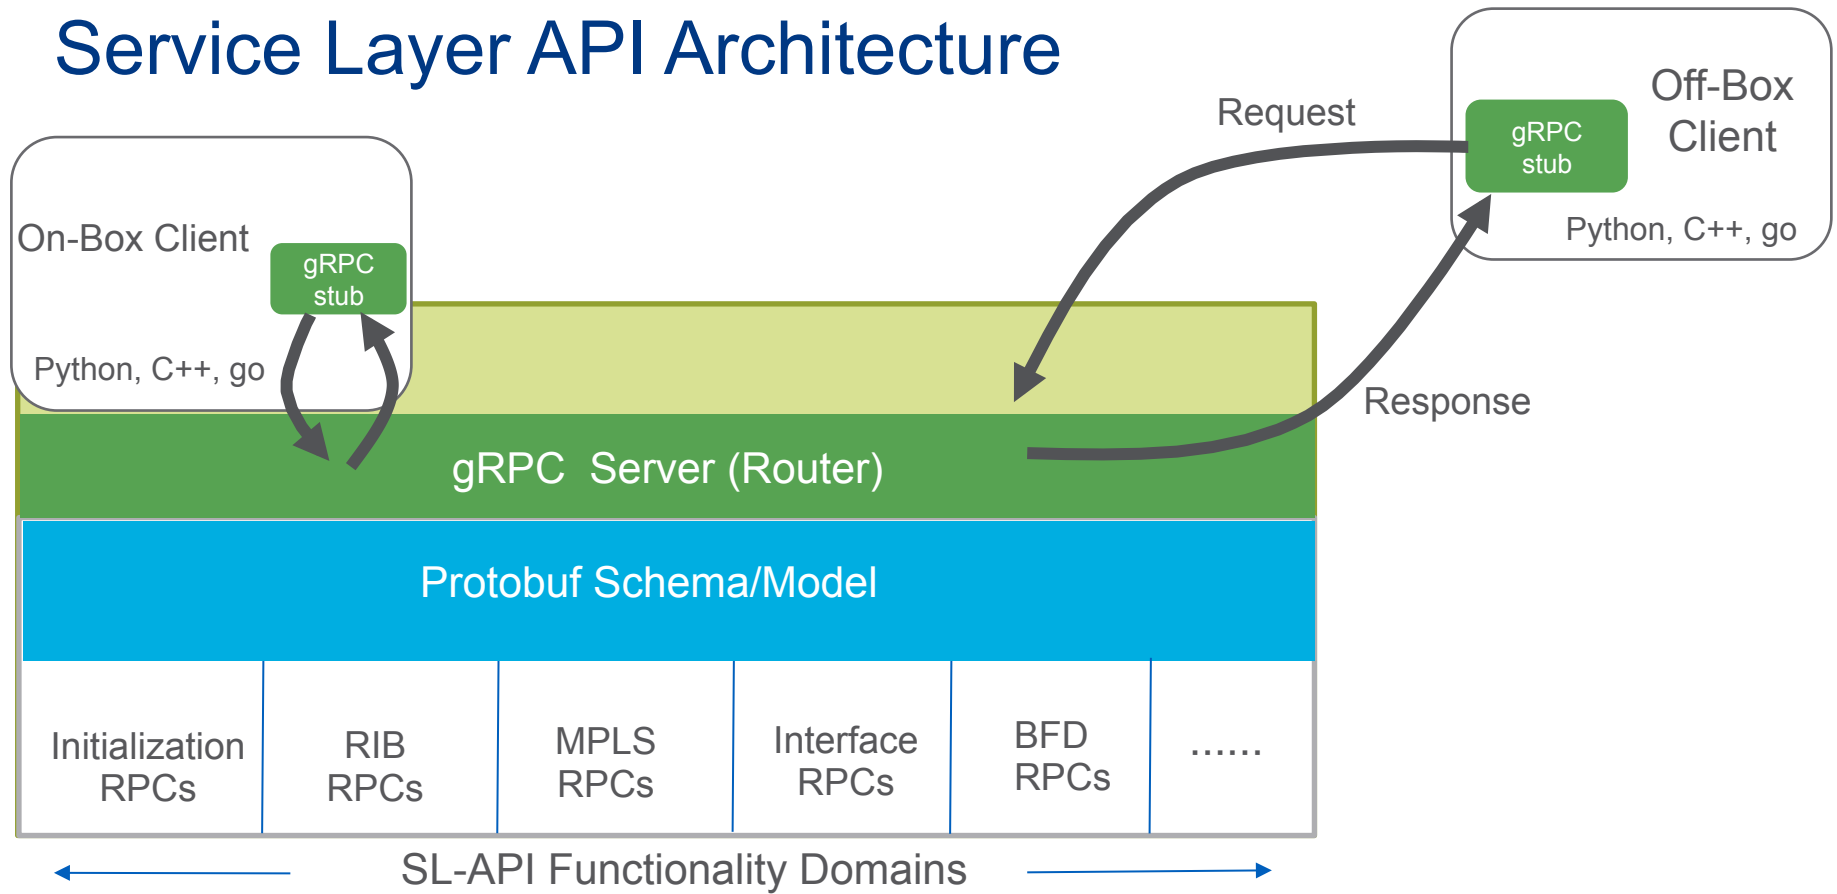 Service Layer API Architecture
Request
gRPC
stub
Off-Box
Client
Python, C++, go
On-Box Client
gRPC
stub
Python, C++, go
Response
gRPC  Server (Router)
Protobuf Schema/Model
Initialization
RPCs
RIB
RPCs
MPLS
RPCs
Interface
RPCs
BFD
RPCs
......
SL-API Functionality Domains